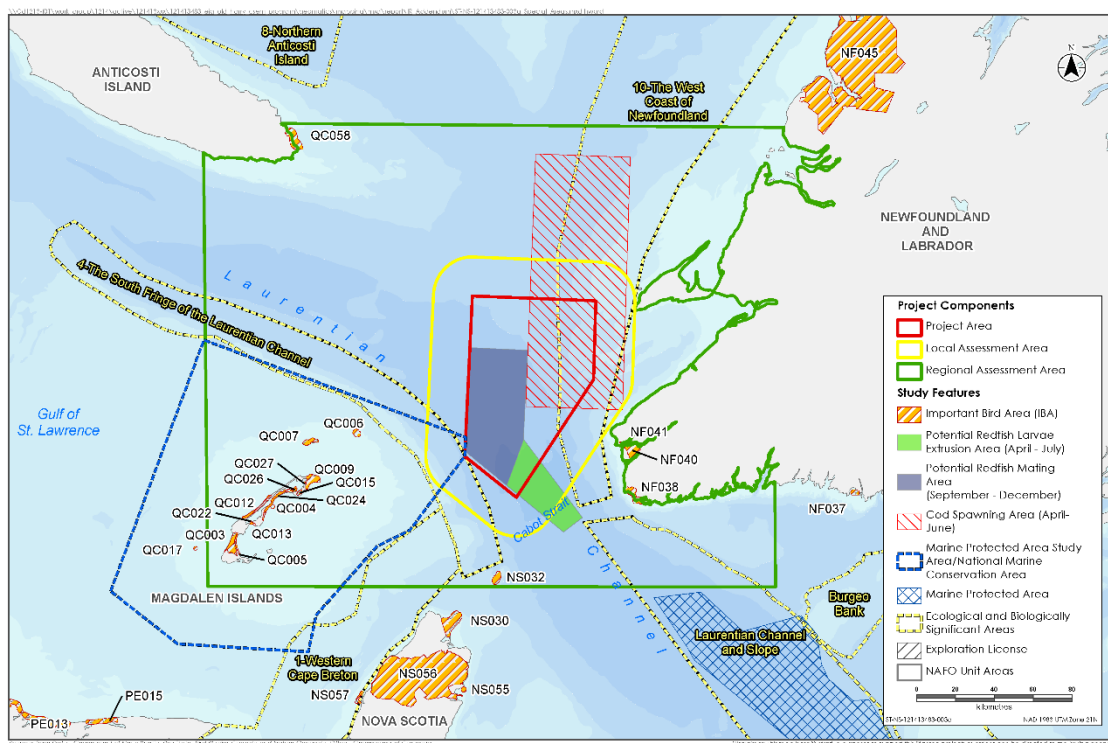 8-Northern
Anticosti
Island
ANTICOSTI
ISLAND
NF045
N
10-The West
Coast of
Newfoundland
QC058
NEWFOUNDLAND
AND
LABRADOR
4-The South Fringe of the Laurentian Channel
Laurentian
Gulf of
St. Lawrence
QC006
QC007
QC027
QC009
QC026
QC015
QC012
QC024
QC004
QC022
QC003
QC013
QC017
QC005
MAGDALEN ISLANDS
NF041
NF040
NF038
NF037
Cabot Strait
Channel
NS032
NS030
1-Western
Cape Breton
NS056
NS055
NS057
NOVA SCOTIA
PE015
PE013
Laurentian Channel
and Slope
Burgeo
Bank
Project Components
Project Area
Local Assessment Area
Regional Assessment Area
Study Features
Important Bird Area (IBA)
Potential Redfish Larvae
Extrusion Area (April - July)
Potential Redfish Mating
Area
(September - December)
Cod Spawning Area (April-
June)
Marine Protected Area Study
Area/National Marine
Conservation Area
Marine Protected Area
Ecological and Biologically
Significant Areas
Exploration License
NAFO Unit Areas
0 20 40 60 80
kilometres
NAD 1983 UTM Zone 21N